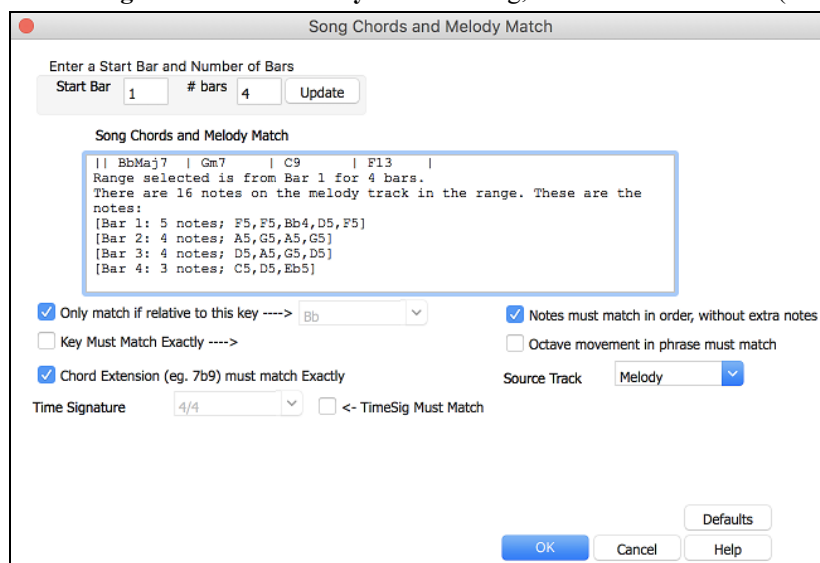 Song Chords and Melody Match
Enter a Start Bar and Number of Bars
Start Bar 1 # bars 4 Update
Song Chords and Melody Match
|| BbMaj7 | Gm7 | C9 | F13 |
Range selected is from Bar 1 for 4 bars.
There are 16 notes on the melody track in the range. These are the
notes:
[Bar 1: 5 notes; F5,F5,Bb4,D5,F5]
[Bar 2: 4 notes; A5,G5,A5,G5]
[Bar 3: 4 notes; D5,A5,G5,D5]
[Bar 4: 3 notes; C5,D5,Eb5]
Only match if relative to this key ----> Bb
Notes must match in order, without extra notes
Key Must Match Exactly ---->
Octave movement in phrase must match
Chord Extension (eg. 7b9) must match Exactly
Source Track Melody
Time Signature 4/4 <- TimeSig Must Match
Defaults
OK Cancel Help